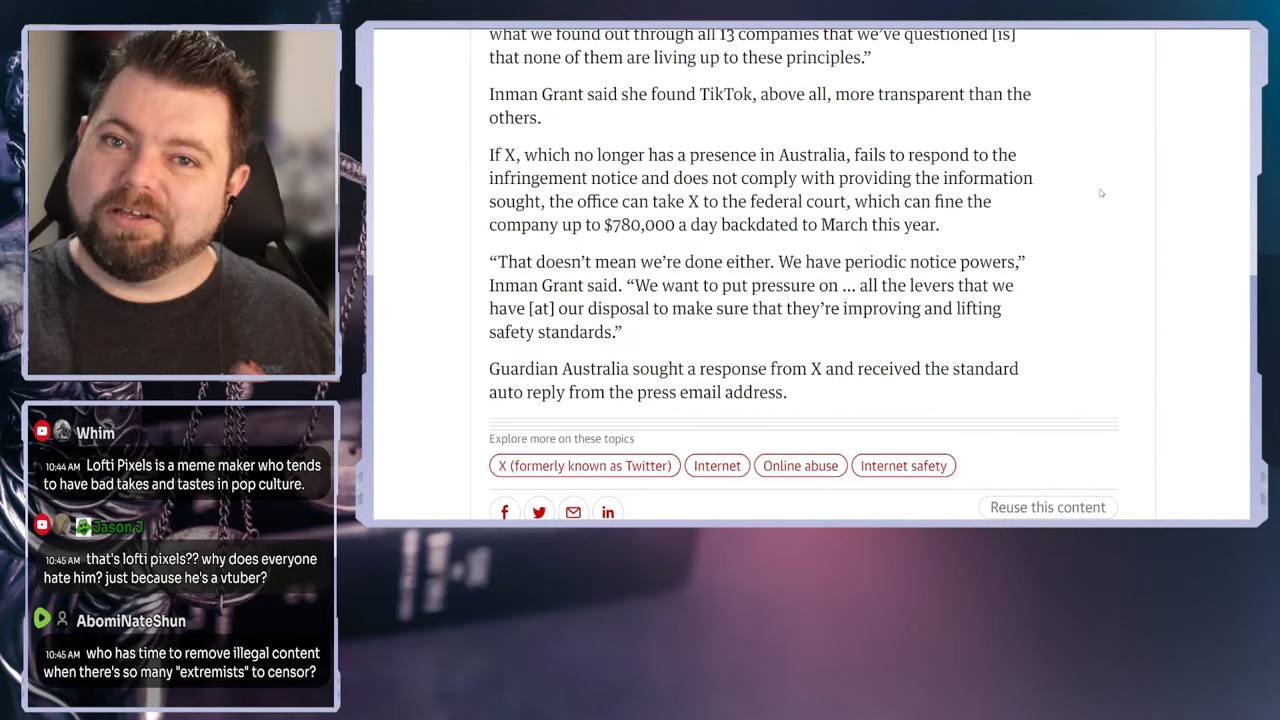 what we found out through all 13 companies that we’ve questioned [is]
that none of them are living up to these principles.”
Inman Grant said she found TikTok, above all, more transparent than the
others.
If X, which no longer has a presence in Australia, fails to respond to the
infringement notice and does not comply with providing the information
sought, the office can take X to the federal court, which can fine the
company up to $780,000 a day backdated to March this year.
“That doesn’t mean we’re done either. We have periodic notice powers,”
Inman Grant said. “We want to put pressure on ... all the levers that we
have [at] our disposal to make sure that they’re improving and lifting
safety standards.”
Guardian Australia sought a response from X and received the standard
auto reply from the press email address.
Explore more on these topics
X (formerly known as Twitter)
Internet
Online abuse
Internet safety
Reuse this content
Whim
10:44 AM Lofti Pixels is a meme maker who tends
to have bad takes and tastes in pop culture.
Jason J
10:45 AM that's lofti pixels?? why does everyone
hate him? just because he's a vtuber?
AbomiNateShun
10:45 AM who has time to remove illegal content
when there's so many "extremists" to censor?